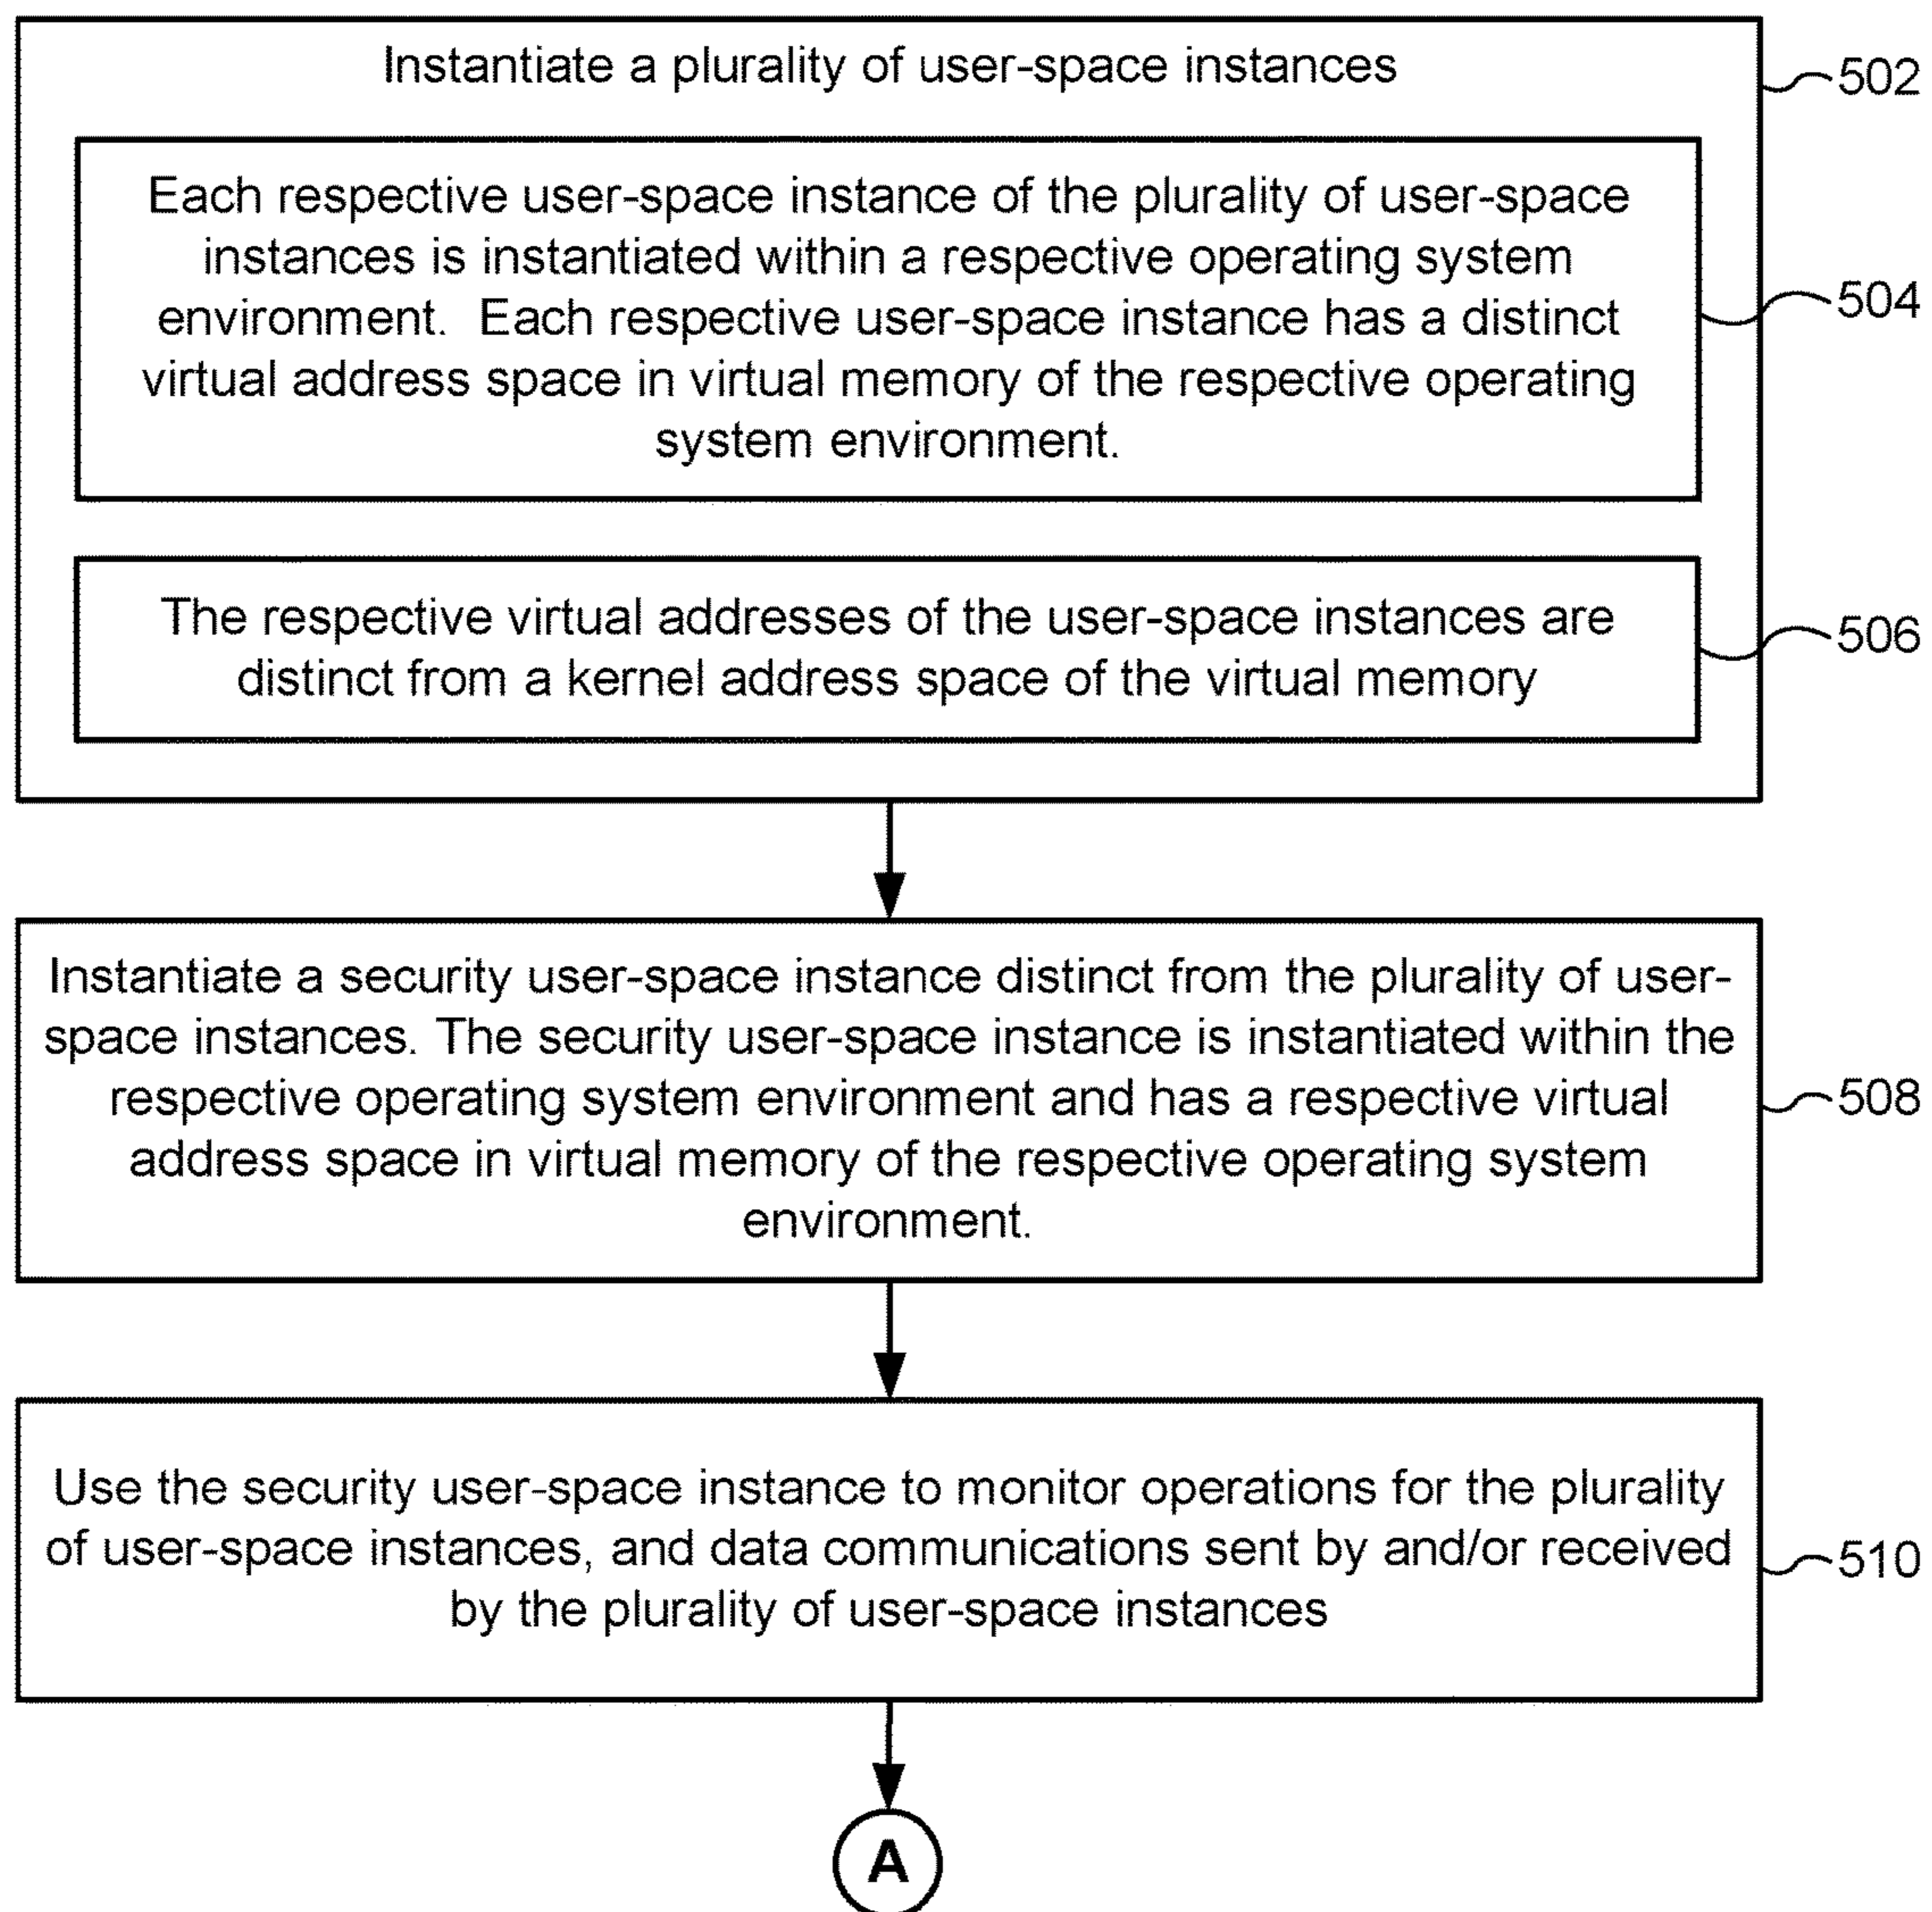 Instantiate a plurality of user-space instances
502
Each respective user-space instance of the plurality of user-space
instances is instantiated within a respective operating system
environment.  Each respective user-space instance has a distinct
virtual address space in virtual memory of the respective operating
system environment.
504
The respective virtual addresses of the user-space instances are
distinct from a kernel address space of the virtual memory
506
Instantiate a security user-space instance distinct from the plurality of user-
space instances. The security user-space instance is instantiated within the
respective operating system environment and has a respective virtual
address space in virtual memory of the respective operating system
environment.
508
Use the security user-space instance to monitor operations for the plurality
of user-space instances, and data communications sent by and/or received
by the plurality of user-space instances
510
A